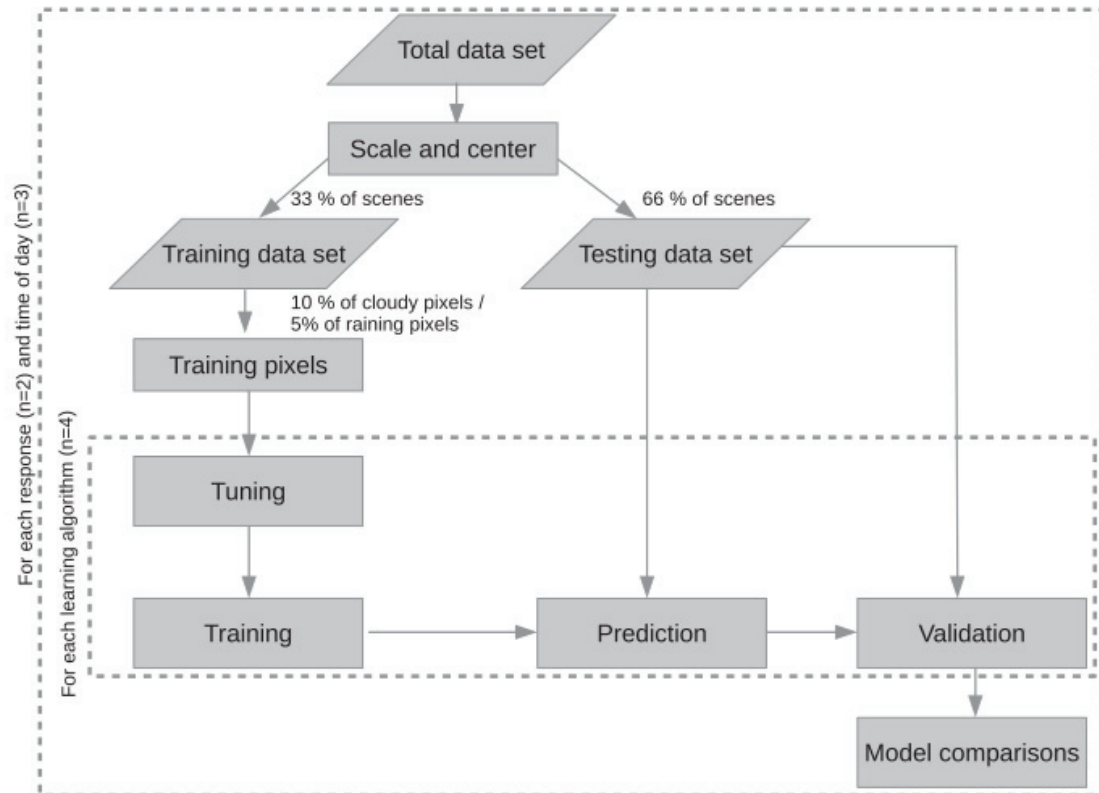 Total data set
Scale and center
33 % of scenes
66 % of scenes
Training data set
Testing data set
10 % of cloudy pixels /
5% of raining pixels
Training pixels
Tuning
Training
Prediction
Validation
Model comparisons
For each response (n=2) and time of day (n=3)
For each learning algorithm (n=4)